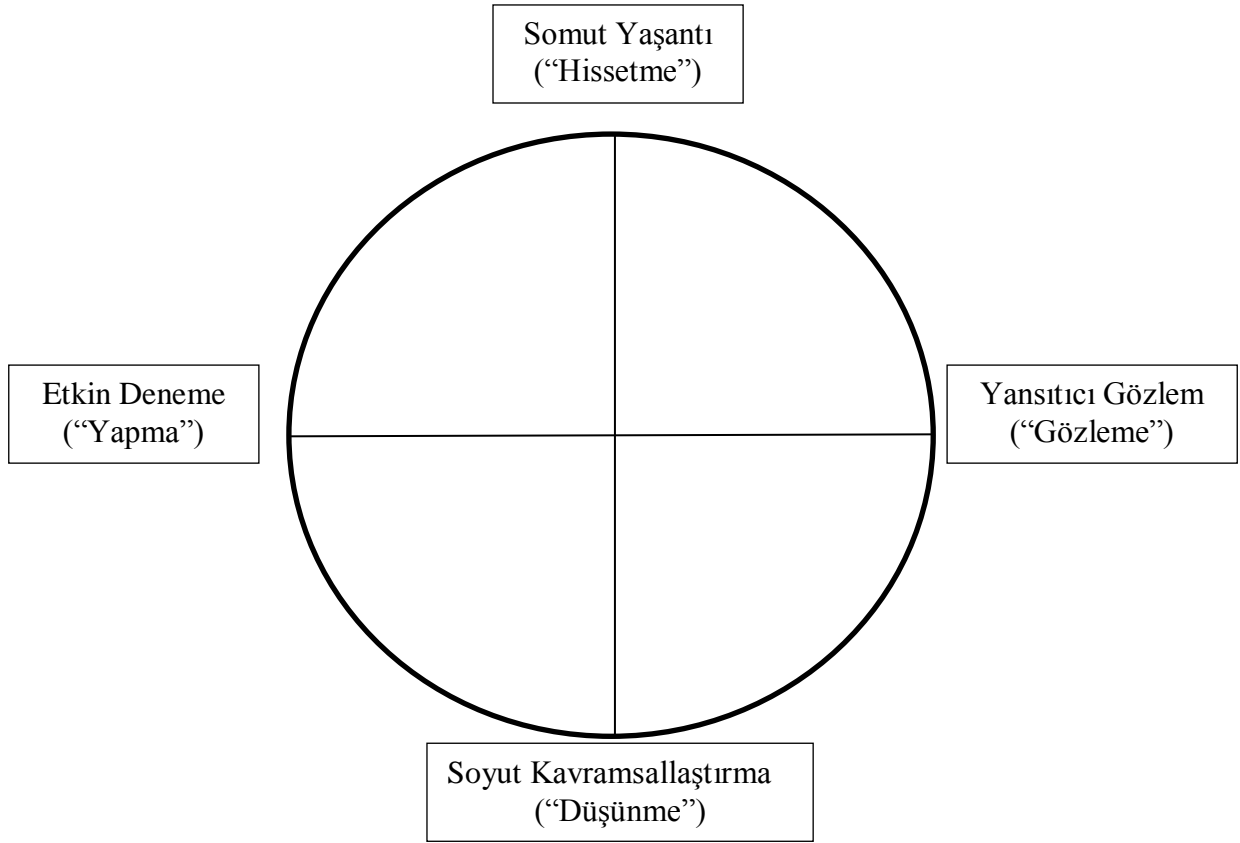 Somut Yaşantı
(“Hissetme”)
Etkin Deneme
(“Yapma”)
Yansıtıcı Gözlem
(“Gözleme”)
Soyut Kavramsallaştırma
(“Düşünme”)